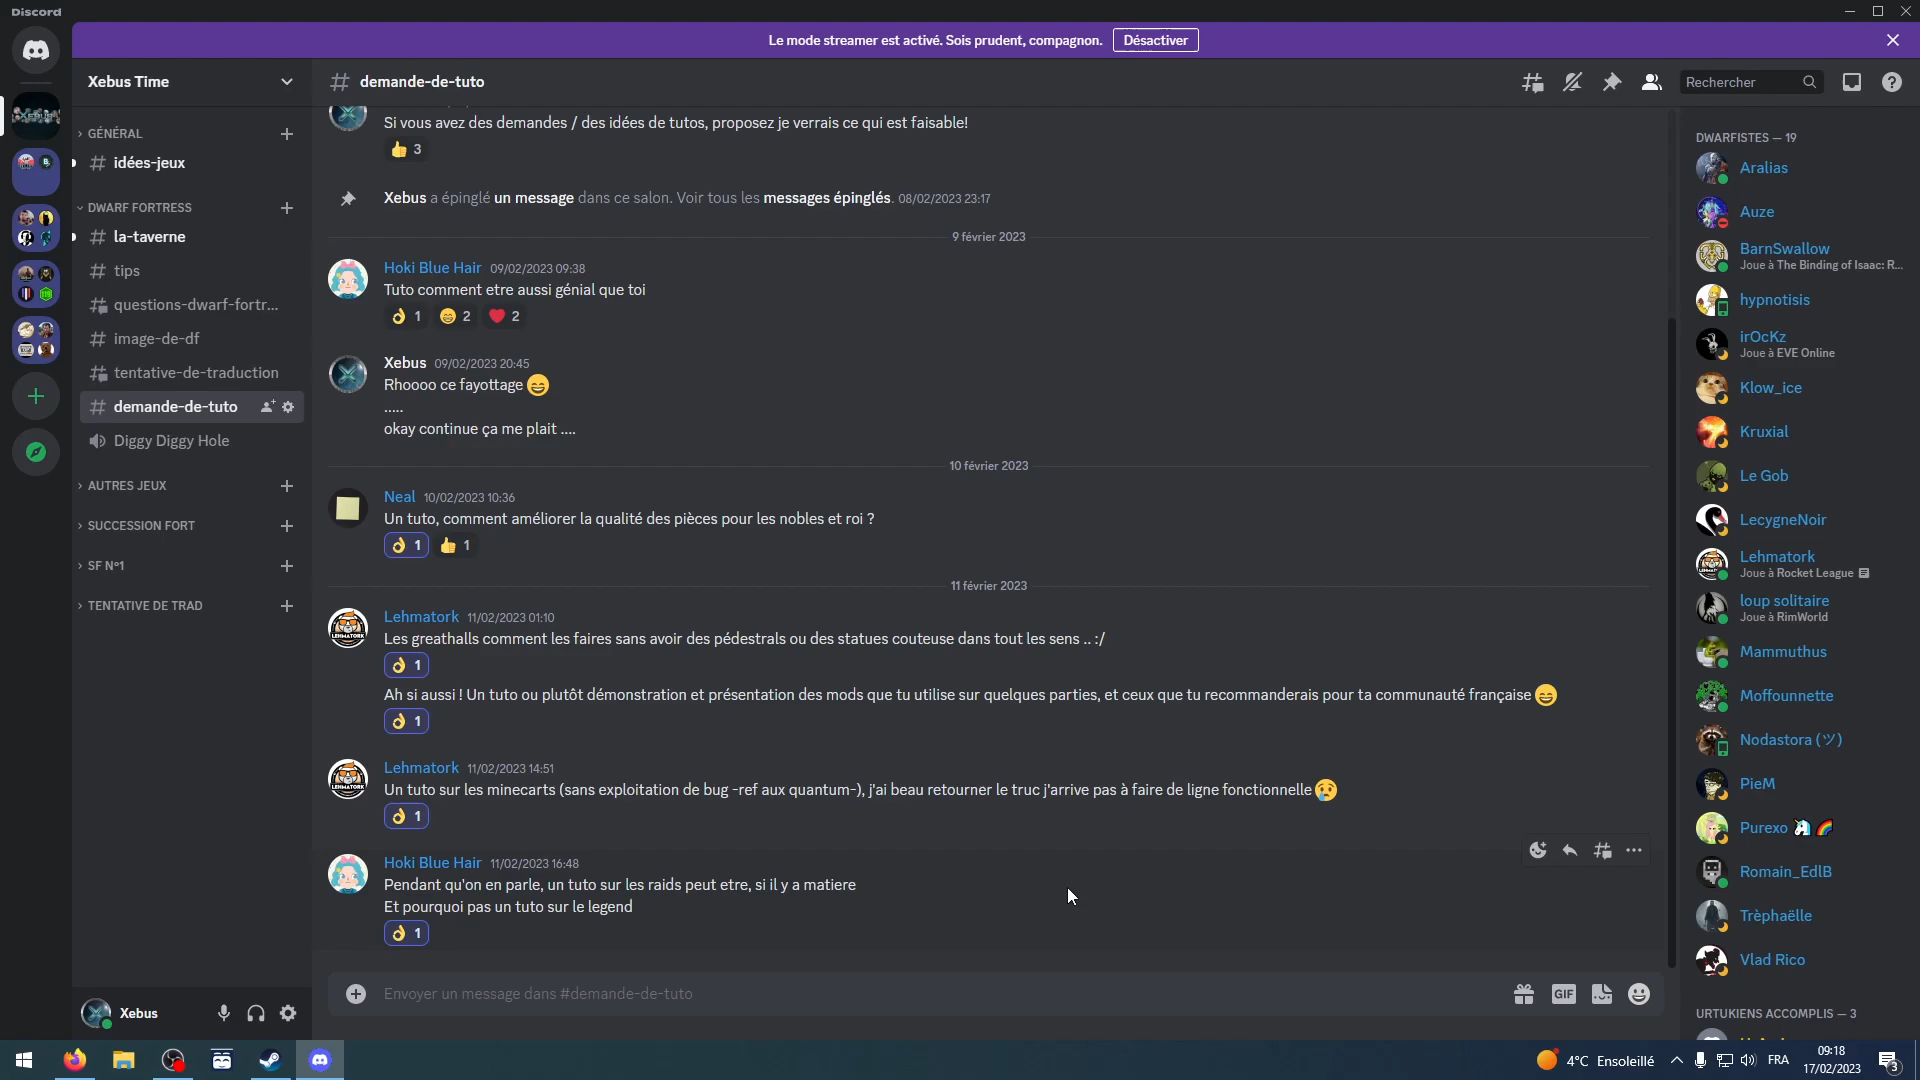 Discord
Le mode streamer est activé. Sois prudent, compagnon.
Désactiver
Xebus Time
GÉNÉRAL
idées-jeux
DWARF FORTRESS
la-taverne
tips
questions-dwarf-fortr...
image-de-df
tentative-de-traduction
demande-de-tuto
Diggy Diggy Hole
AUTRES JEUX
SUCCESSION FORT
SF N°1
TENTATIVE DE TRAD
Xebus
demande-de-tuto
Rechercher
Si vous avez des demandes / des idées de tutos, proposez je verrais ce qui est faisable!
👍 3
Xebus a épinglé un message dans ce salon. Voir tous les messages épinglés. 08/02/2023 23:17
9 février 2023
Hoki Blue Hair 09/02/2023 09:38
Tuto comment etre aussi génial que toi
👌 1 😄 2 ❤️ 2
Xebus 09/02/2023 20:45
Rhoooo ce fayottage 😄
.....
okay continue ça me plait ....
10 février 2023
Neal 10/02/2023 10:36
Un tuto, comment améliorer la qualité des pièces pour les nobles et roi ?
👌 1 👍 1
11 février 2023
Lehmatork 11/02/2023 01:10
Les greathalls comment les faires sans avoir des pédestrals ou des statues couteuse dans tout les sens .. :/
👌 1
Ah si aussi ! Un tuto ou plutôt démonstration et présentation des mods que tu utilise sur quelques parties, et ceux que tu recommanderais pour ta communauté française 😄
👌 1
Lehmatork 11/02/2023 14:51
Un tuto sur les minecarts (sans exploitation de bug -ref aux quantum-), j'ai beau retourner le truc j'arrive pas à faire de ligne fonctionnelle 😢
👌 1
Hoki Blue Hair 11/02/2023 16:48
Pendant qu'on en parle, un tuto sur les raids peut etre, si il y a matiere
Et pourquoi pas un tuto sur le legend
👌 1
Envoyer un message dans #demande-de-tuto
GIF
DWARFISTES — 19
Aralias
Auze
BarnSwallow
Joue à The Binding of Isaac: R...
hypnotisis
irOcKz
Joue à EVE Online
Klow_ice
Kruxial
Le Gob
LecygneNoir
Lehmatork
Joue à Rocket League
loup solitaire
Joue à RimWorld
Mammuthus
Moffounnette
Nodastora (ツ)
PieM
Purexo 🦄 🌈
Romain_EdlB
Trèphaëlle
Vlad Rico
URTUKIENS ACCOMPLIS — 3
4°C Ensoleillé
FRA
09:18
17/02/2023
3